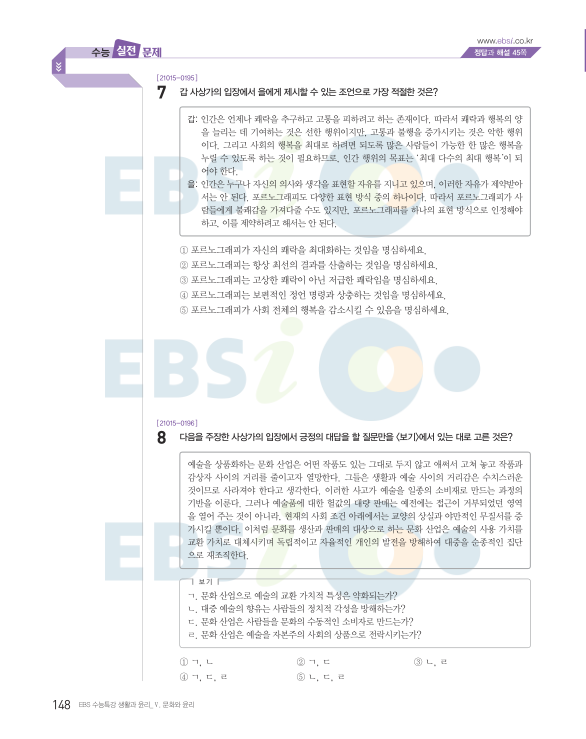 www.ebsi.co.kr
수능 실전 문제
정답과 해설 45쪽
[21015-0195]
7 갑 사상가의 입장에서 을에게 제시할 수 있는 조언으로 가장 적절한 것은?
갑: 인간은 언제나 쾌락을 추구하고 고통을 피하려고 하는 존재이다. 따라서 쾌락과 행복의 양
을 늘리는 데 기여하는 것은 선한 행위이지만, 고통과 불행을 증가시키는 것은 악한 행위
이다. 그리고 사회의 행복을 최대로 하려면 되도록 많은 사람들이 가능한 한 많은 행복을
누릴 수 있도록 하는 것이 필요하므로, 인간 행위의 목표는 ‘최대 다수의 최대 행복’이 되
어야 한다.
을: 인간은 누구나 자신의 의사와 생각을 표현할 자유를 지니고 있으며, 이러한 자유가 제약받아
서는 안 된다. 포르노그래피도 다양한 표현 방식 중의 하나이다. 따라서 포르노그래피가 사
람들에게 불쾌감을 가져다줄 수도 있지만, 포르노그래피를 하나의 표현 방식으로 인정해야
하고, 이를 제약하려고 해서는 안 된다.
① 포르노그래피가 자신의 쾌락을 최대화하는 것임을 명심하세요.
② 포르노그래피는 항상 최선의 결과를 산출하는 것임을 명심하세요.
③ 포르노그래피는 고상한 쾌락이 아닌 저급한 쾌락임을 명심하세요.
④ 포르노그래피는 보편적인 정언 명령과 상충하는 것임을 명심하세요.
⑤ 포르노그래피가 사회 전체의 행복을 감소시킬 수 있음을 명심하세요.
EBSi
EBSi
[21015-0196]
8 다음을 주장한 사상가의 입장에서 긍정의 대답을 할 질문만을 <보기>에서 있는 대로 고른 것은?
예술을 상품화하는 문화 산업은 어떤 작품도 있는 그대로 두지 않고 애써서 고쳐 놓고 작품과
감상자 사이의 거리를 줄이고자 열망한다. 그들은 생활과 예술 사이의 거리감은 수치스러운
것이므로 사라져야 한다고 생각한다. 이러한 사고가 예술을 일종의 소비재로 만드는 과정의
기반을 이룬다. 그러나 예술품에 대한 헐값의 대량 판매는 예전에는 접근이 거부되었던 영역
을 열어 주는 것이 아니라, 현재의 사회 조건 아래에서는 교양의 상실과 야만적인 무질서를 증
가시킬 뿐이다. 이처럼 문화를 생산과 판매의 대상으로 하는 문화 산업은 예술의 사용 가치를
교환 가치로 대체시키며 독립적이고 자율적인 개인의 발전을 방해하여 대중을 순종적인 집단
으로 재조직한다.
보기
ㄱ. 문화 산업으로 예술의 교환 가치적 특성은 약화되는가?
ㄴ. 대중 예술의 향유는 사람들의 정치적 각성을 방해하는가?
ㄷ. 문화 산업은 사람들을 문화의 수동적인 소비자로 만드는가?
ㄹ. 문화 산업은 예술을 자본주의 사회의 상품으로 전락시키는가?
① ㄱ, ㄴ ② ㄱ, ㄷ ③ ㄴ, ㄹ
④ ㄱ, ㄷ, ㄹ ⑤ ㄴ, ㄷ, ㄹ
EBSi
148 EBS 수능특강 생활과 윤리_ V. 문화와 윤리